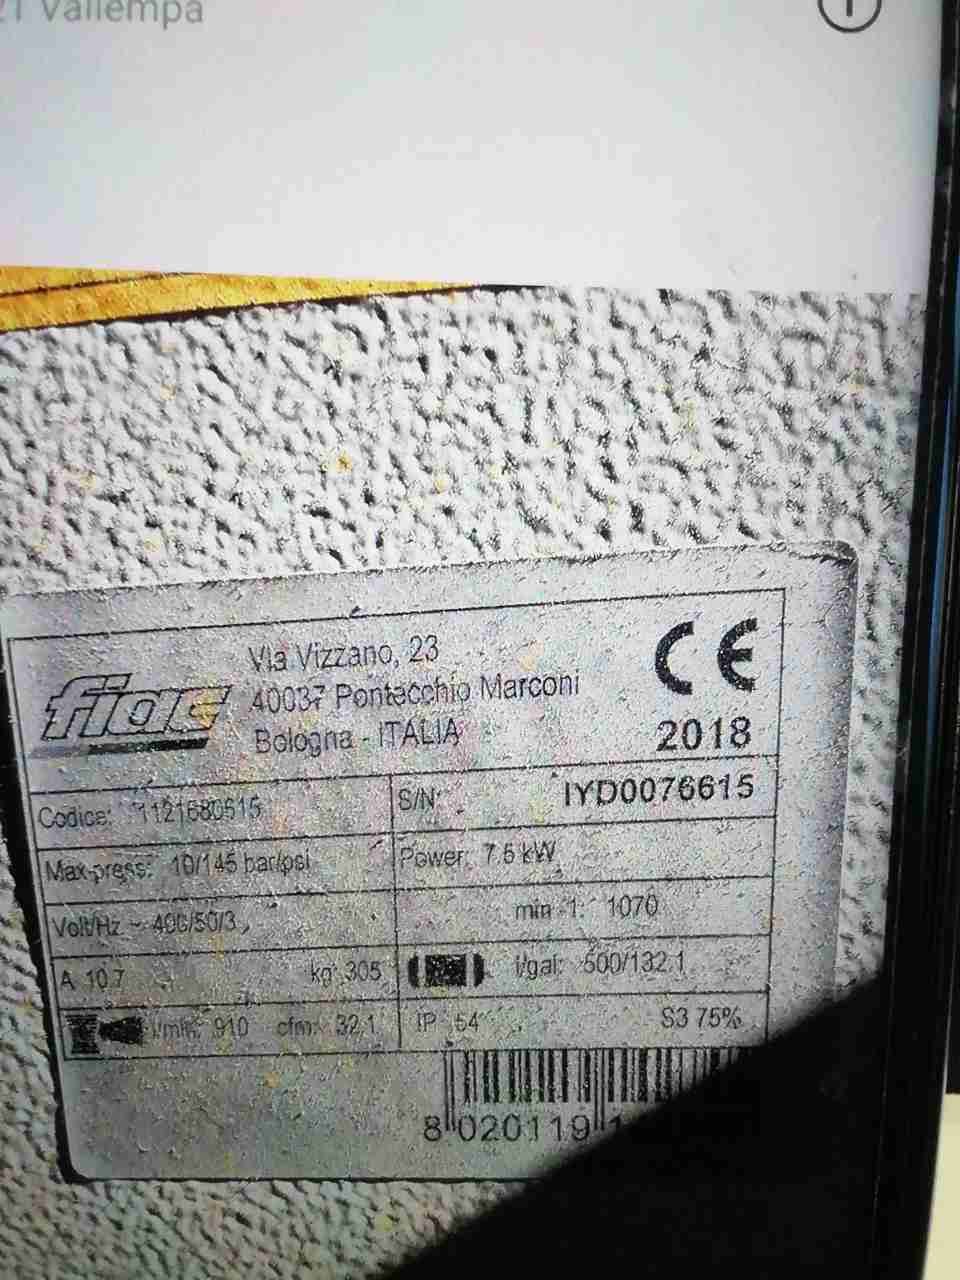 21 Vallempa
fiac
Via Vizzano, 23
40037 Pontecchio Marconi
Bologna - ITALIA
CE
2018
Codice: 1121680615
S/N: IYD0076615
Max-press: 10/145 bar/psi
Power: 7.5 kW
Volt/Hz ~ 400/50/3
min -1: 1070
A 10.7 kg 305
l/gal: 500/132.1
l/min: 910 cfm: 32,1
IP 54 S3 75%
8 020119 1